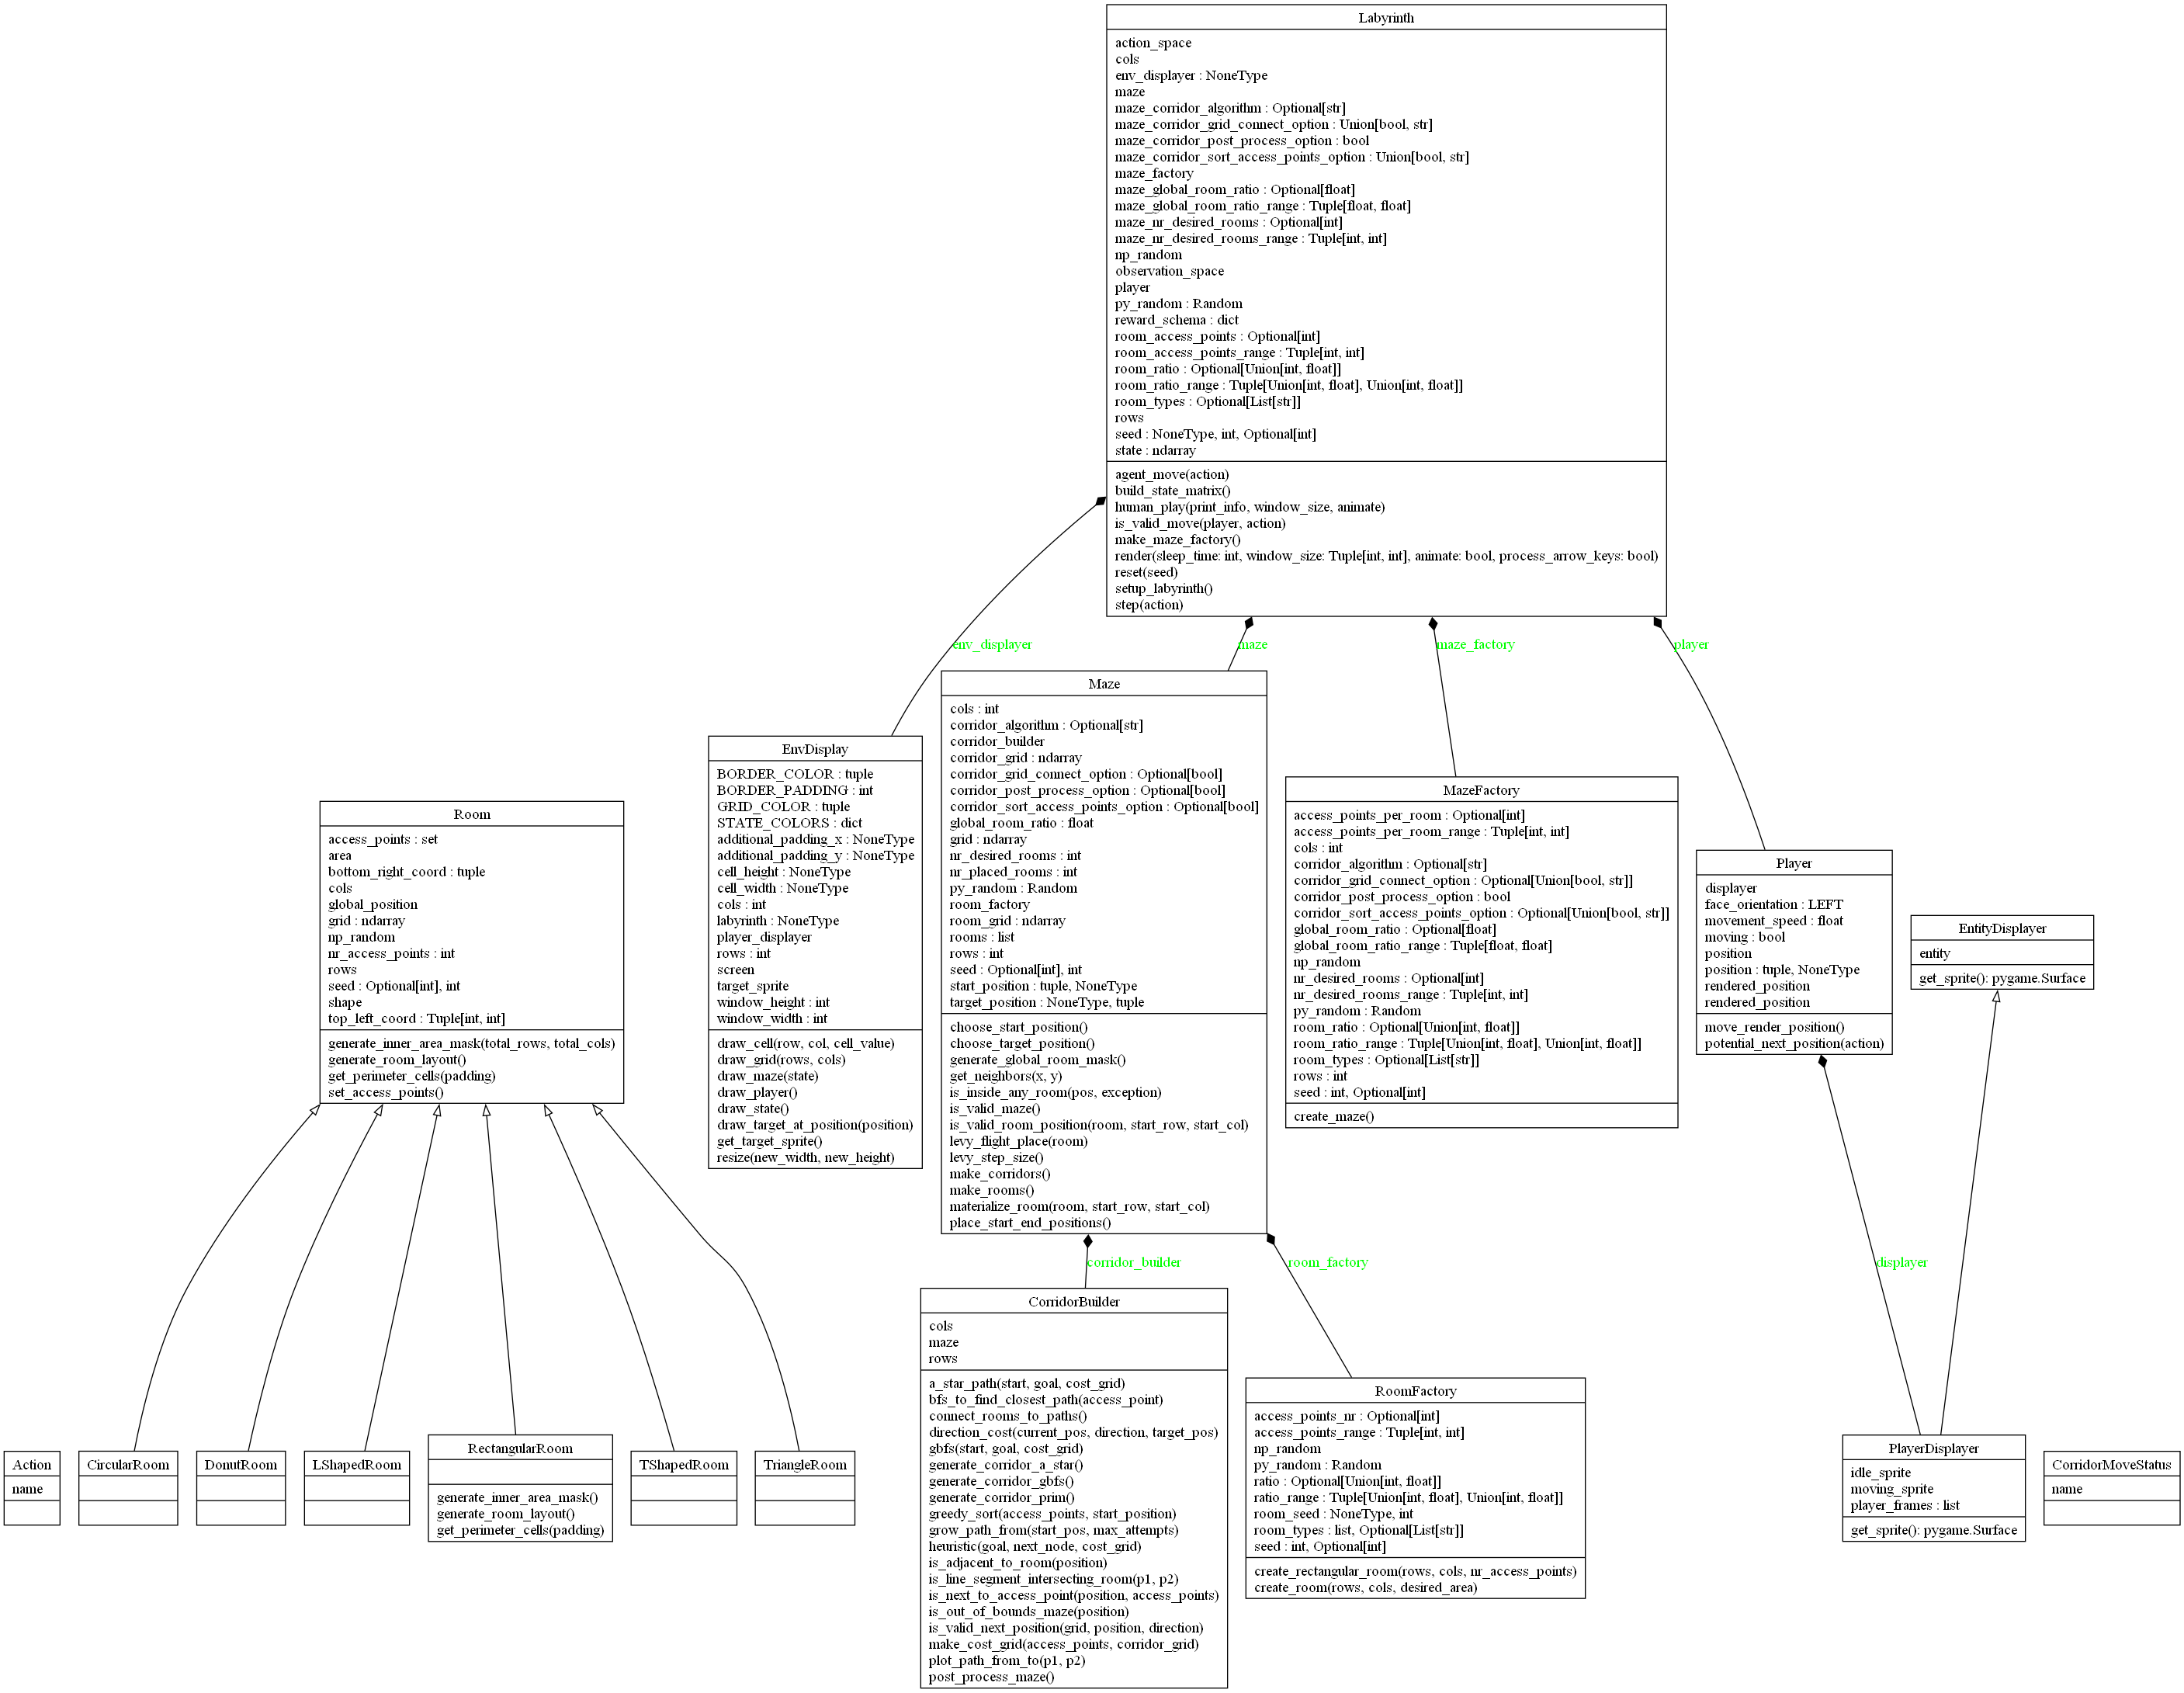 Labyrinth
action_space
cols
env_displayer : NoneType
maze
maze_corridor_algorithm : Optional[str]
maze_corridor_grid_connect_option : Union[bool, str]
maze_corridor_post_process_option : bool
maze_corridor_sort_access_points_option : Union[bool, str]
maze_factory
maze_global_room_ratio : Optional[float]
maze_global_room_ratio_range : Tuple[float, float]
maze_nr_desired_rooms : Optional[int]
maze_nr_desired_rooms_range : Tuple[int, int]
np_random
observation_space
player
py_random : Random
reward_schema : dict
room_access_points : Optional[int]
room_access_points_range : Tuple[int, int]
room_ratio : Optional[Union[int, float]]
room_ratio_range : Tuple[Union[int, float], Union[int, float]]
room_types : Optional[List[str]]
rows
seed : NoneType, int, Optional[int]
state : ndarray
agent_move(action)
build_state_matrix()
human_play(print_info, window_size, animate)
is_valid_move(player, action)
make_maze_factory()
render(sleep_time: int, window_size: Tuple[int, int], animate: bool, process_arrow_keys: bool)
reset(seed)
setup_labyrinth()
step(action)
env_displayer
maze
maze_factory
player
Room
access_points : set
area
bottom_right_coord : tuple
cols
global_position
grid : ndarray
np_random
nr_access_points : int
rows
seed : Optional[int], int
shape
top_left_coord : Tuple[int, int]
generate_inner_area_mask(total_rows, total_cols)
generate_room_layout()
get_perimeter_cells(padding)
set_access_points()
EnvDisplay
BORDER_COLOR : tuple
BORDER_PADDING : int
GRID_COLOR : tuple
STATE_COLORS : dict
additional_padding_x : NoneType
additional_padding_y : NoneType
cell_height : NoneType
cell_width : NoneType
cols : int
labyrinth : NoneType
player_displayer
rows : int
screen
target_sprite
window_height : int
window_width : int
draw_cell(row, col, cell_value)
draw_grid(rows, cols)
draw_maze(state)
draw_player()
draw_state()
draw_target_at_position(position)
get_target_sprite()
resize(new_width, new_height)
Maze
cols : int
corridor_algorithm : Optional[str]
corridor_builder
corridor_grid : ndarray
corridor_grid_connect_option : Optional[bool]
corridor_post_process_option : Optional[bool]
corridor_sort_access_points_option : Optional[bool]
global_room_ratio : float
grid : ndarray
nr_desired_rooms : int
nr_placed_rooms : int
py_random : Random
room_factory
room_grid : ndarray
rooms : list
rows : int
seed : Optional[int], int
start_position : tuple, NoneType
target_position : NoneType, tuple
choose_start_position()
choose_target_position()
generate_global_room_mask()
get_neighbors(x, y)
is_inside_any_room(pos, exception)
is_valid_maze()
is_valid_room_position(room, start_row, start_col)
levy_flight_place(room)
levy_step_size()
make_corridors()
make_rooms()
materialize_room(room, start_row, start_col)
place_start_end_positions()
MazeFactory
access_points_per_room : Optional[int]
access_points_per_room_range : Tuple[int, int]
cols : int
corridor_algorithm : Optional[str]
corridor_grid_connect_option : Optional[Union[bool, str]]
corridor_post_process_option : bool
corridor_sort_access_points_option : Optional[Union[bool, str]]
global_room_ratio : Optional[float]
global_room_ratio_range : Tuple[float, float]
np_random
nr_desired_rooms : Optional[int]
nr_desired_rooms_range : Tuple[int, int]
py_random : Random
room_ratio : Optional[Union[int, float]]
room_ratio_range : Tuple[Union[int, float], Union[int, float]]
room_types : Optional[List[str]]
rows : int
seed : int, Optional[int]
create_maze()
Player
displayer
face_orientation : LEFT
movement_speed : float
moving : bool
position
position : tuple, NoneType
rendered_position
rendered_position
move_render_position()
potential_next_position(action)
EntityDisplayer
entity
get_sprite(): pygame.Surface
corridor_builder
room_factory
displayer
Action
name
CircularRoom
DonutRoom
LShapedRoom
RectangularRoom
generate_inner_area_mask()
generate_room_layout()
get_perimeter_cells(padding)
TShapedRoom
TriangleRoom
CorridorBuilder
cols
maze
rows
a_star_path(start, goal, cost_grid)
bfs_to_find_closest_path(access_point)
connect_rooms_to_paths()
direction_cost(current_pos, direction, target_pos)
gbfs(start, goal, cost_grid)
generate_corridor_a_star()
generate_corridor_gbfs()
generate_corridor_prim()
greedy_sort(access_points, start_position)
grow_path_from(start_pos, max_attempts)
heuristic(goal, next_node, cost_grid)
is_adjacent_to_room(position)
is_line_segment_intersecting_room(p1, p2)
is_next_to_access_point(position, access_points)
is_out_of_bounds_maze(position)
is_valid_next_position(grid, position, direction)
make_cost_grid(access_points, corridor_grid)
plot_path_from_to(p1, p2)
post_process_maze()
RoomFactory
access_points_nr : Optional[int]
access_points_range : Tuple[int, int]
np_random
py_random : Random
ratio : Optional[Union[int, float]]
ratio_range : Tuple[Union[int, float], Union[int, float]]
room_seed : NoneType, int
room_types : list, Optional[List[str]]
seed : int, Optional[int]
create_rectangular_room(rows, cols, nr_access_points)
create_room(rows, cols, desired_area)
PlayerDisplayer
idle_sprite
moving_sprite
player_frames : list
get_sprite(): pygame.Surface
CorridorMoveStatus
name